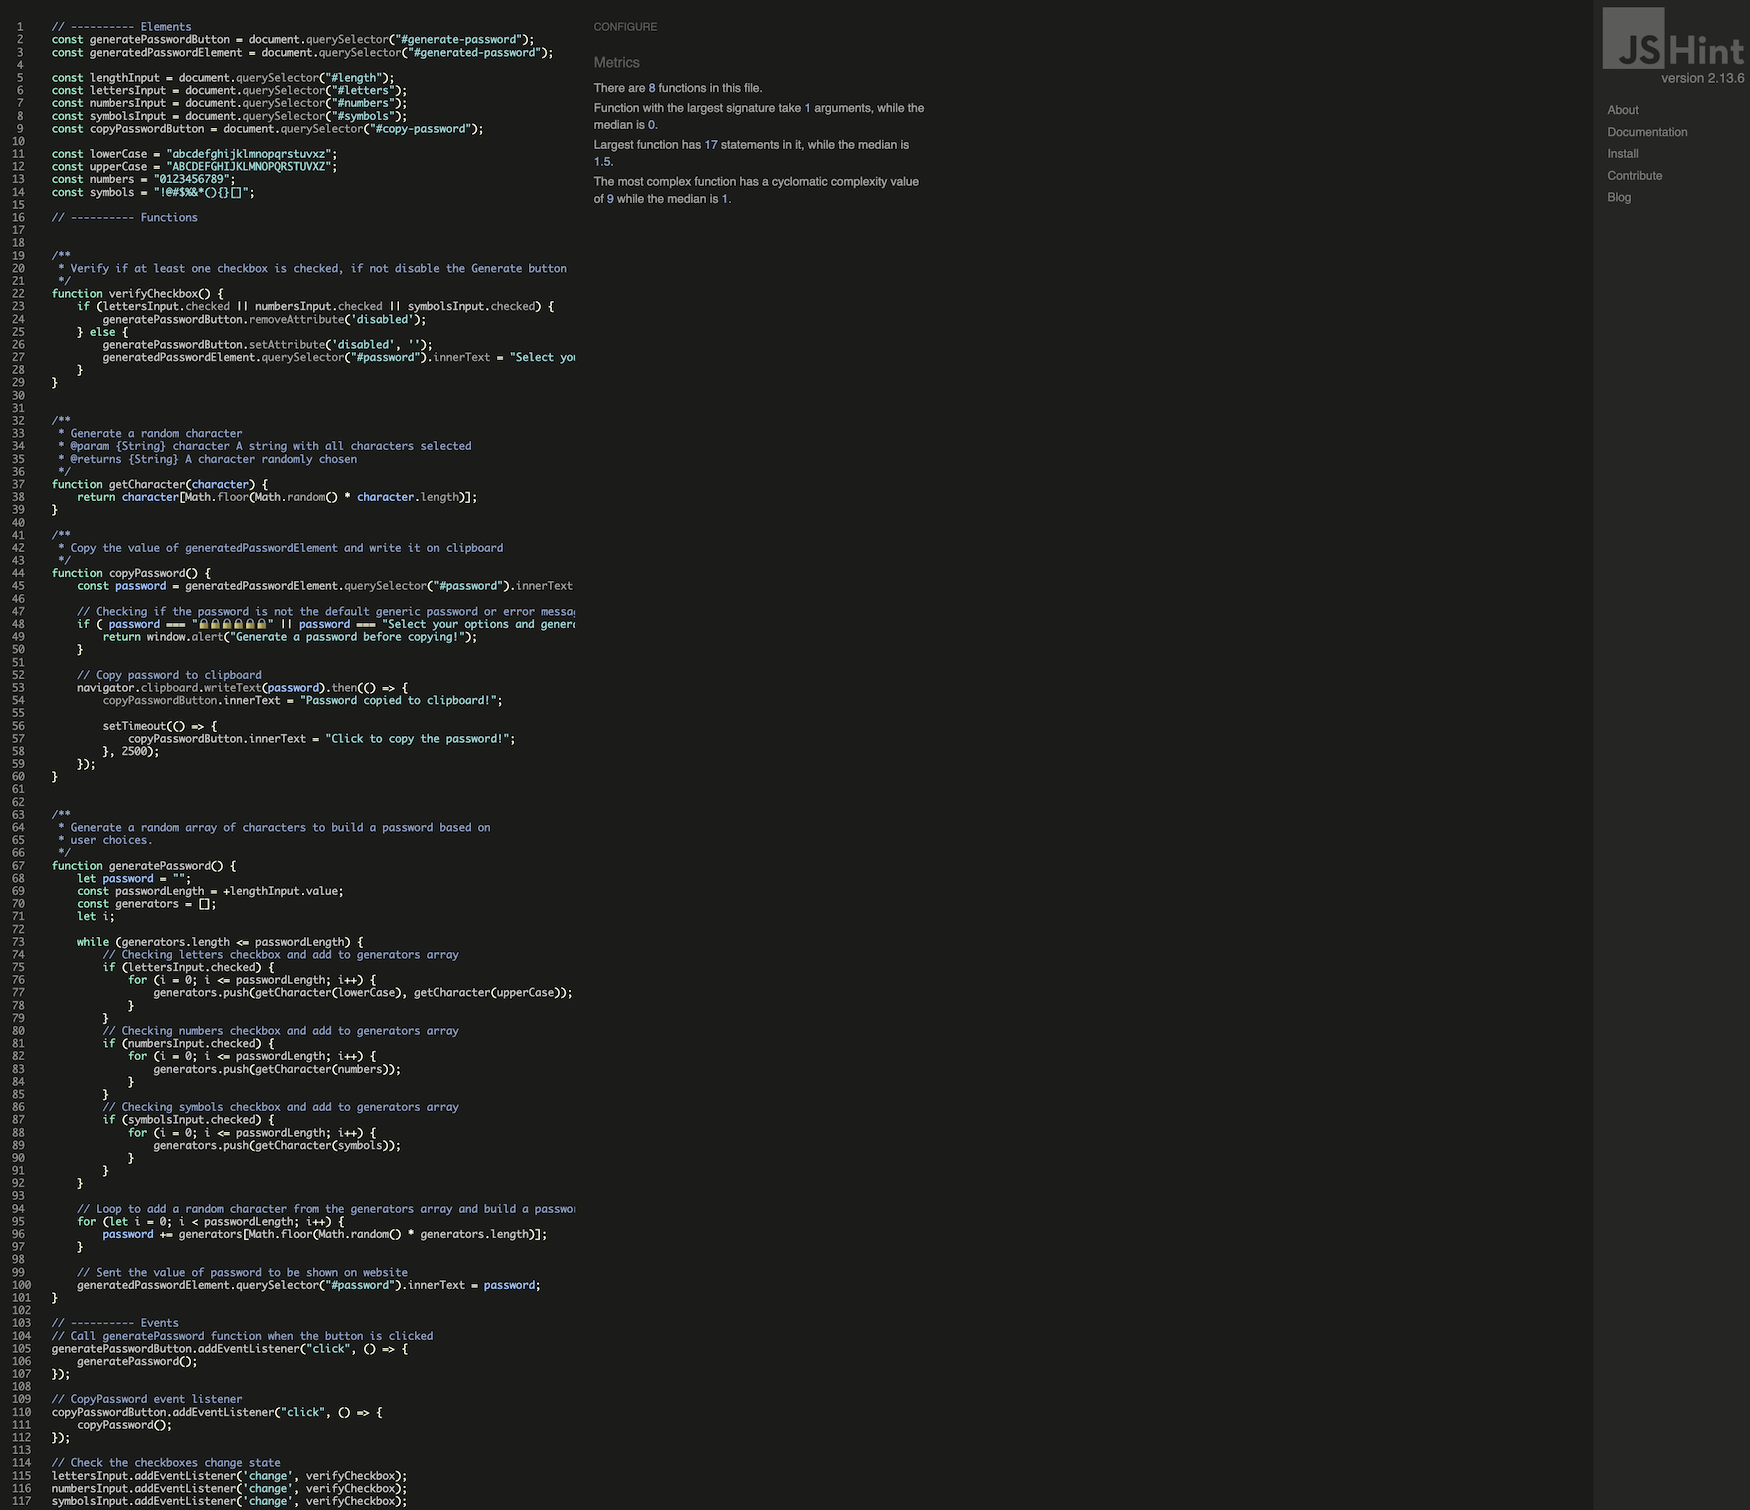 1 // ---------- Elements
2 const generatePasswordButton = document.querySelector("#generate-password");
3 const generatedPasswordElement = document.querySelector("#generated-password");
4
5 const lengthInput = document.querySelector("#length");
6 const lettersInput = document.querySelector("#letters");
7 const numbersInput = document.querySelector("#numbers");
8 const symbolsInput = document.querySelector("#symbols");
9 const copyPasswordButton = document.querySelector("#copy-password");
10
11 const lowerCase = "abcdefghijklmnopqrstuvxz";
12 const upperCase = "ABCDEFGHIJKLMNOPQRSTUVXZ";
13 const numbers = "0123456789";
14 const symbols = "!@#$%&*(){}[]";
15
16 // ---------- Functions
17
18
19 /**
20 * Verify if at least one checkbox is checked, if not disable the Generate button
21 */
22 function verifyCheckbox() {
23 if (lettersInput.checked || numbersInput.checked || symbolsInput.checked) {
24 generatePasswordButton.removeAttribute('disabled');
25 } else {
26 generatePasswordButton.setAttribute('disabled', '');
27 generatedPasswordElement.querySelector("#password").innerText = "Select you
28 }
29 }
30
31
32 /**
33 * Generate a random character
34 * @param {String} character A string with all characters selected
35 * @returns {String} A character randomly chosen
36 */
37 function getCharacter(character) {
38 return character[Math.floor(Math.random() * character.length)];
39 }
40
41 /**
42 * Copy the value of generatedPasswordElement and write it on clipboard
43 */
44 function copyPassword() {
45 const password = generatedPasswordElement.querySelector("#password").innerText
46
47 // Checking if the password is not the default generic password or error messag
48 if ( password === "🔒🔒🔒🔒🔒🔒" || password === "Select your options and genera
49 return window.alert("Generate a password before copying!");
50 }
51
52 // Copy password to clipboard
53 navigator.clipboard.writeText(password).then(() => {
54 copyPasswordButton.innerText = "Password copied to clipboard!";
55
56 setTimeout(() => {
57 copyPasswordButton.innerText = "Click to copy the password!";
58 }, 2500);
59 });
60 }
61
62
63 /**
64 * Generate a random array of characters to build a password based on
65 * user choices.
66 */
67 function generatePassword() {
68 let password = "";
69 const passwordLength = +lengthInput.value;
70 const generators = [];
71 let i;
72
73 while (generators.length <= passwordLength) {
74 // Checking letters checkbox and add to generators array
75 if (lettersInput.checked) {
76 for (i = 0; i <= passwordLength; i++) {
77 generators.push(getCharacter(lowerCase), getCharacter(upperCase));
78 }
79 }
80 // Checking numbers checkbox and add to generators array
81 if (numbersInput.checked) {
82 for (i = 0; i <= passwordLength; i++) {
83 generators.push(getCharacter(numbers));
84 }
85 }
86 // Checking symbols checkbox and add to generators array
87 if (symbolsInput.checked) {
88 for (i = 0; i <= passwordLength; i++) {
89 generators.push(getCharacter(symbols));
90 }
91 }
92 }
93
94 // Loop to add a random character from the generators array and build a passwor
95 for (let i = 0; i < passwordLength; i++) {
96 password += generators[Math.floor(Math.random() * generators.length)];
97 }
98
99 // Sent the value of password to be shown on website
100 generatedPasswordElement.querySelector("#password").innerText = password;
101 }
102
103 // ---------- Events
104 // Call generatePassword function when the button is clicked
105 generatePasswordButton.addEventListener("click", () => {
106 generatePassword();
107 });
108
109 // CopyPassword event listener
110 copyPasswordButton.addEventListener("click", () => {
111 copyPassword();
112 });
113
114 // Check the checkboxes change state
115 lettersInput.addEventListener('change', verifyCheckbox);
116 numbersInput.addEventListener('change', verifyCheckbox);
117 symbolsInput.addEventListener('change', verifyCheckbox);
CONFIGURE
Metrics
There are 8 functions in this file.
Function with the largest signature take 1 arguments, while the
median is 0.
Largest function has 17 statements in it, while the median is
1.5.
The most complex function has a cyclomatic complexity value
of 9 while the median is 1.
JSHint
version 2.13.6
About
Documentation
Install
Contribute
Blog